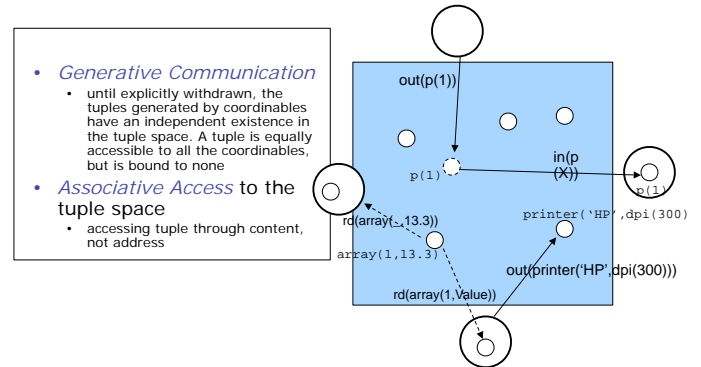 • Generative Communication
• until explicitly withdrawn, the
tuples generated by coordinables
have an independent existence in
the tuple space. A tuple is equally
accessible to all the coordinables,
but is bound to none
• Associative Access to the
tuple space
• accessing tuple through content,
not address
out(p(1))
p(1)
in(p
(X))
p(1)
printer('HP',dpi(300)
rd(array(_,13.3)
array(1,13.3)
out(printer('HP',dpi(300)))
rd(array(1,Value))